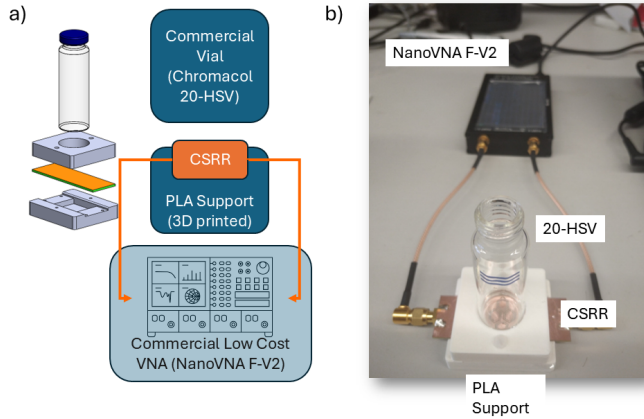 a)
Commercial
Vial
(Chromacol
20-HSV)
CSRR
PLA Support
(3D printed)
Commercial Low Cost
VNA (NanoVNA F-V2)
b)
NanoVNA F-V2
20-HSV
CSRR
PLA
Support